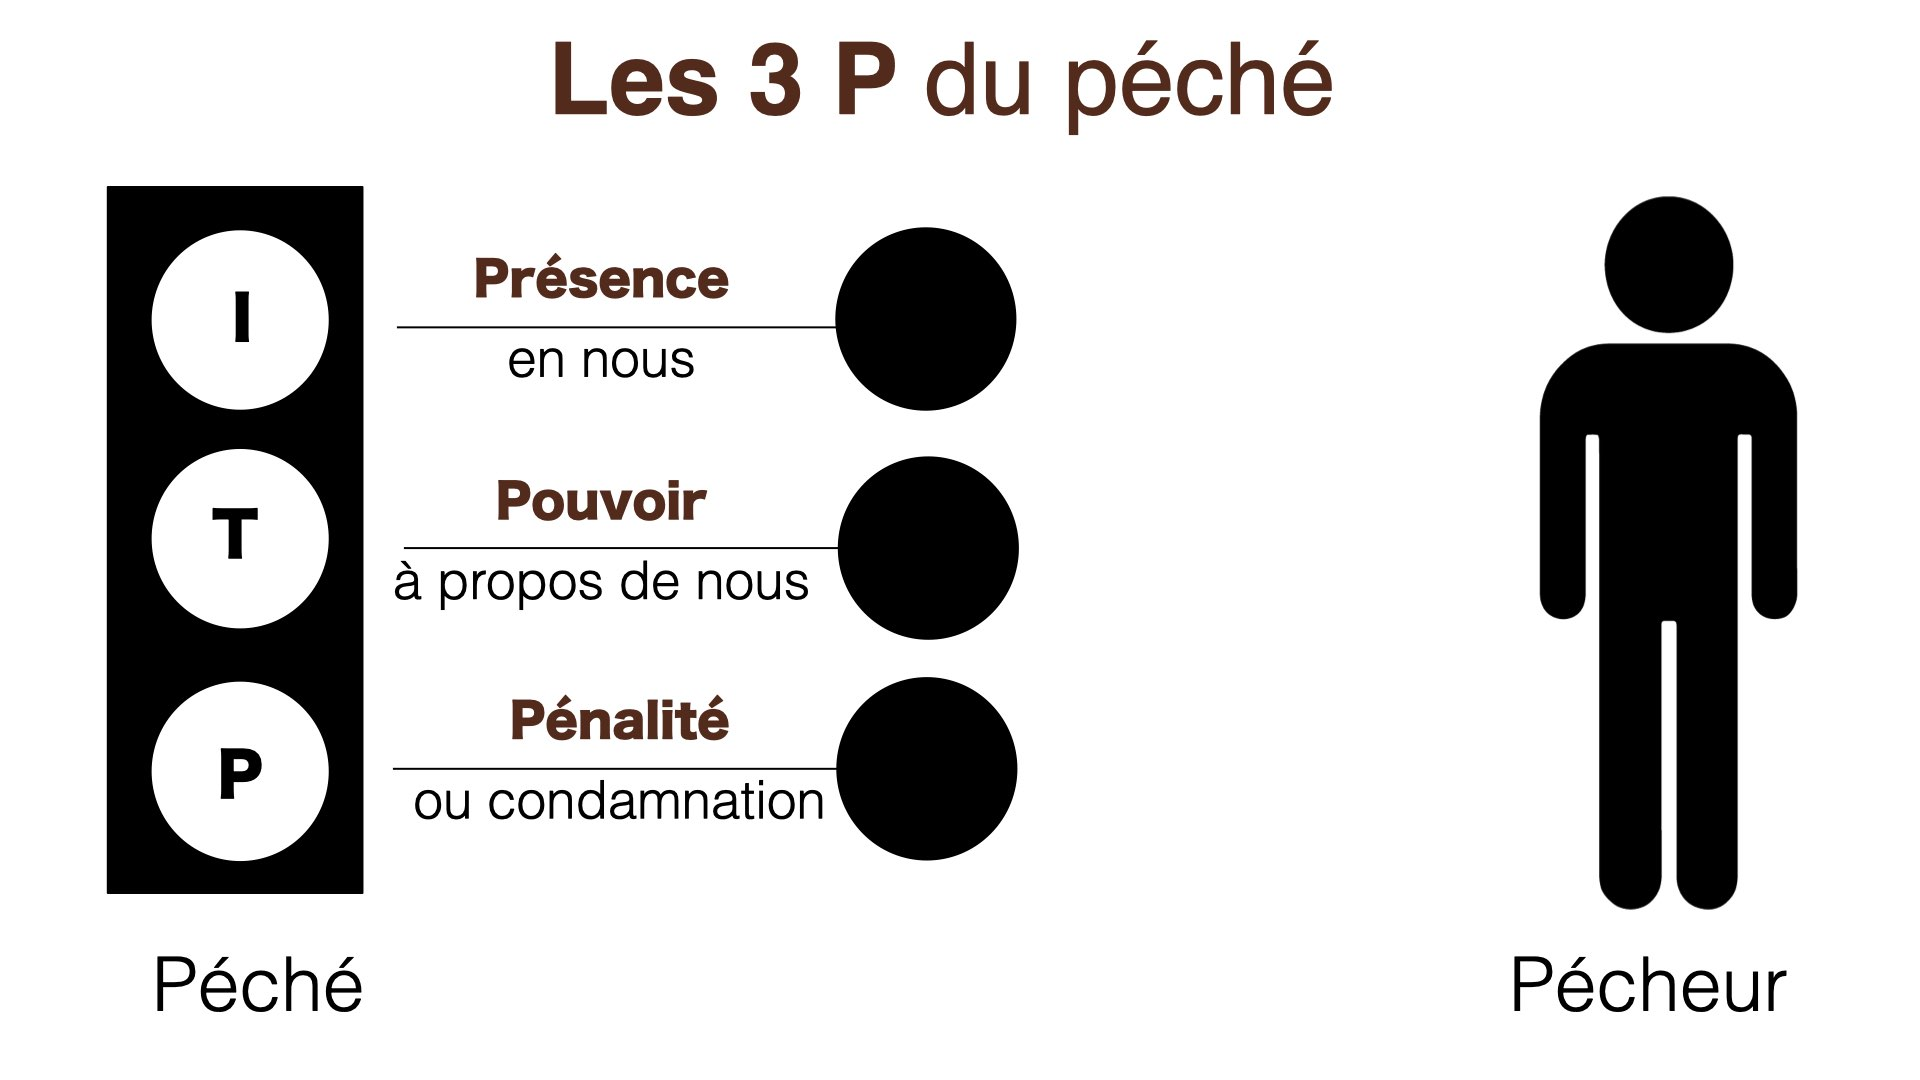 Les 3 P du péché
I
Présence
en nous
T
Pouvoir
à propos de nous
P
Pénalité
ou condamnation
Péché
Pécheur